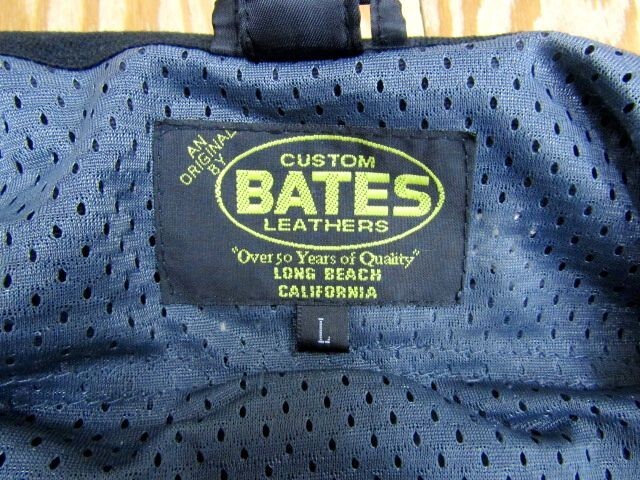 AN
ORIGINAL
BY
CUSTOM
BATES
LEATHERS
"Over 50 Years of Quality"
LONG BEACH
CALIFORNIA
L